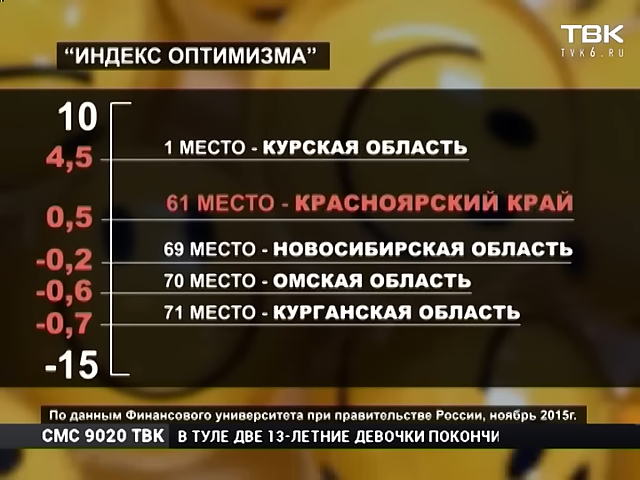 ТВК
TVK6.RU
“ИНДЕКС ОПТИМИЗМА”
10
4,5 1 МЕСТО - КУРСКАЯ ОБЛАСТЬ
0,5 61 МЕСТО - КРАСНОЯРСКИЙ КРАЙ
-0,2 69 МЕСТО - НОВОСИБИРСКАЯ ОБЛАСТЬ
-0,6 70 МЕСТО - ОМСКАЯ ОБЛАСТЬ
-0,7 71 МЕСТО - КУРГАНСКАЯ ОБЛАСТЬ
-15
По данным Финансового университета при правительстве России, ноябрь 2015г.
СМС 9020 ТВК В ТУЛЕ ДВЕ 13-ЛЕТНИЕ ДЕВОЧКИ ПОКОНЧИ